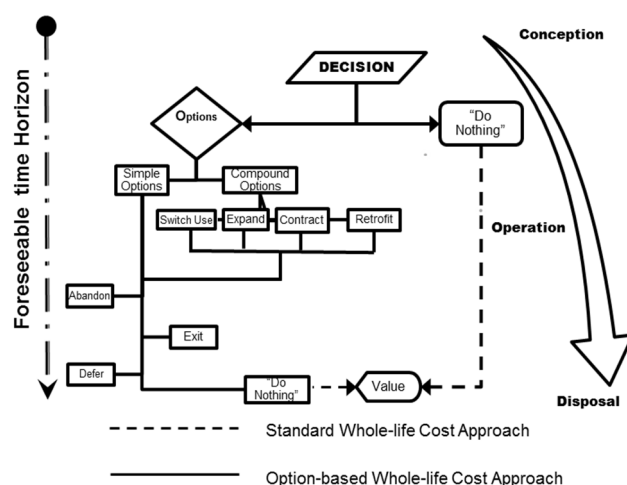 Conception
DECISION
Options
"Do
Nothing"
Simple
Options
Compound
Options
Switch Use
Expand
Contract
Retrofit
Operation
Foreseeable time Horizon
Abandon
Exit
Defer
"Do
Nothing"
Value
Disposal
Standard Whole-life Cost Approach
Option-based Whole-life Cost Approach